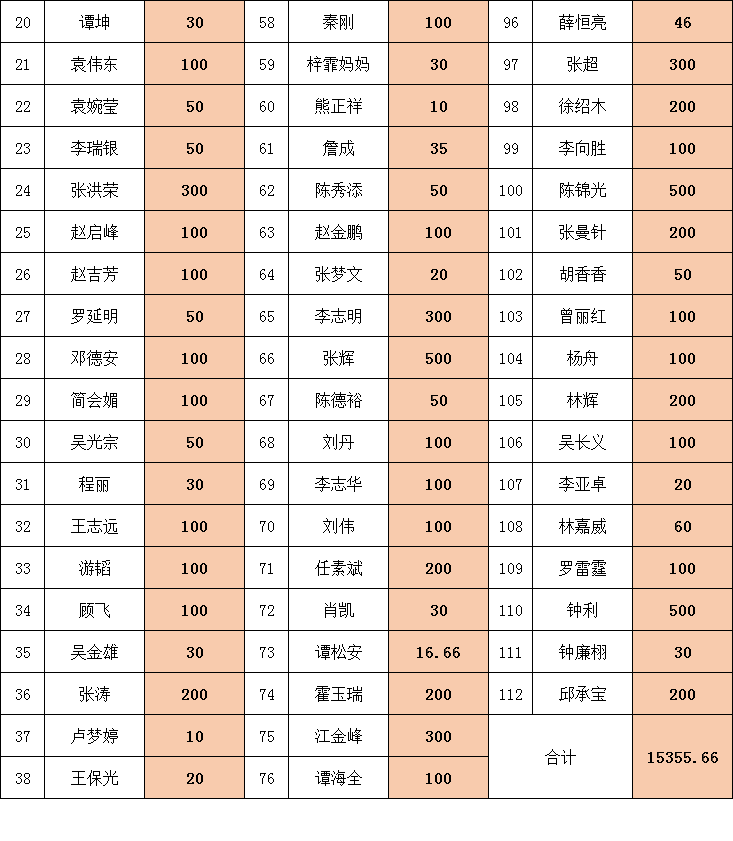 20 谭坤 30 58 秦刚 100 96 薛恒亮 46
21 袁伟东 100 59 梓霏妈妈 30 97 张超 300
22 袁婉莹 50 60 熊正祥 10 98 徐绍木 200
23 李瑞银 50 61 詹成 35 99 李向胜 100
24 张洪荣 300 62 陈秀添 50 100 陈锦光 500
25 赵启峰 100 63 赵金鹏 100 101 张曼针 200
26 赵吉芳 100 64 张梦文 20 102 胡香香 50
27 罗延明 50 65 李志明 300 103 曾丽红 100
28 邓德安 100 66 张辉 500 104 杨舟 100
29 简会媚 100 67 陈德裕 50 105 林辉 200
30 吴光宗 50 68 刘丹 100 106 吴长义 100
31 程丽 30 69 李志华 100 107 李亚卓 20
32 王志远 100 70 刘伟 100 108 林嘉威 60
33 游韬 100 71 任素斌 200 109 罗雷霆 100
34 顾飞 100 72 肖凯 30 110 钟利 500
35 吴金雄 30 73 谭松安 16.66 111 钟廉栩 30
36 张涛 200 74 霍玉瑞 200 112 邱承宝 200
37 卢梦婷 10 75 江金峰 300
合计 15355.66
38 王保光 20 76 谭海全 100